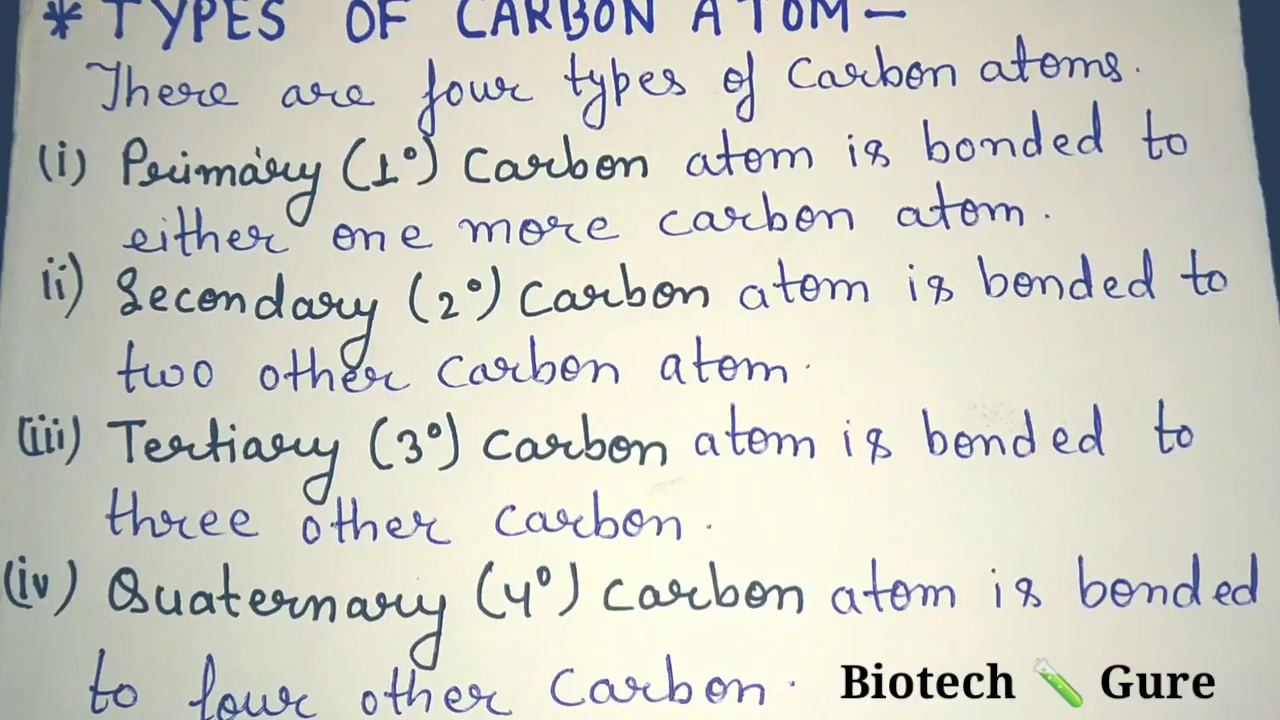 * TYPES OF CARBON ATOM -
There are four types of Carbon atoms.
(i) Primary (1°) Carbon atom is bonded to
either one more carbon atom.
ii) Secondary (2°) Carbon atom is bonded to
two other carbon atom.
(iii) Tertiary (3°) Carbon atom is bonded to
three other carbon.
(iv) Quaternary (4°) Carbon atom is bonded
to four other Carbon.
Biotech Gure